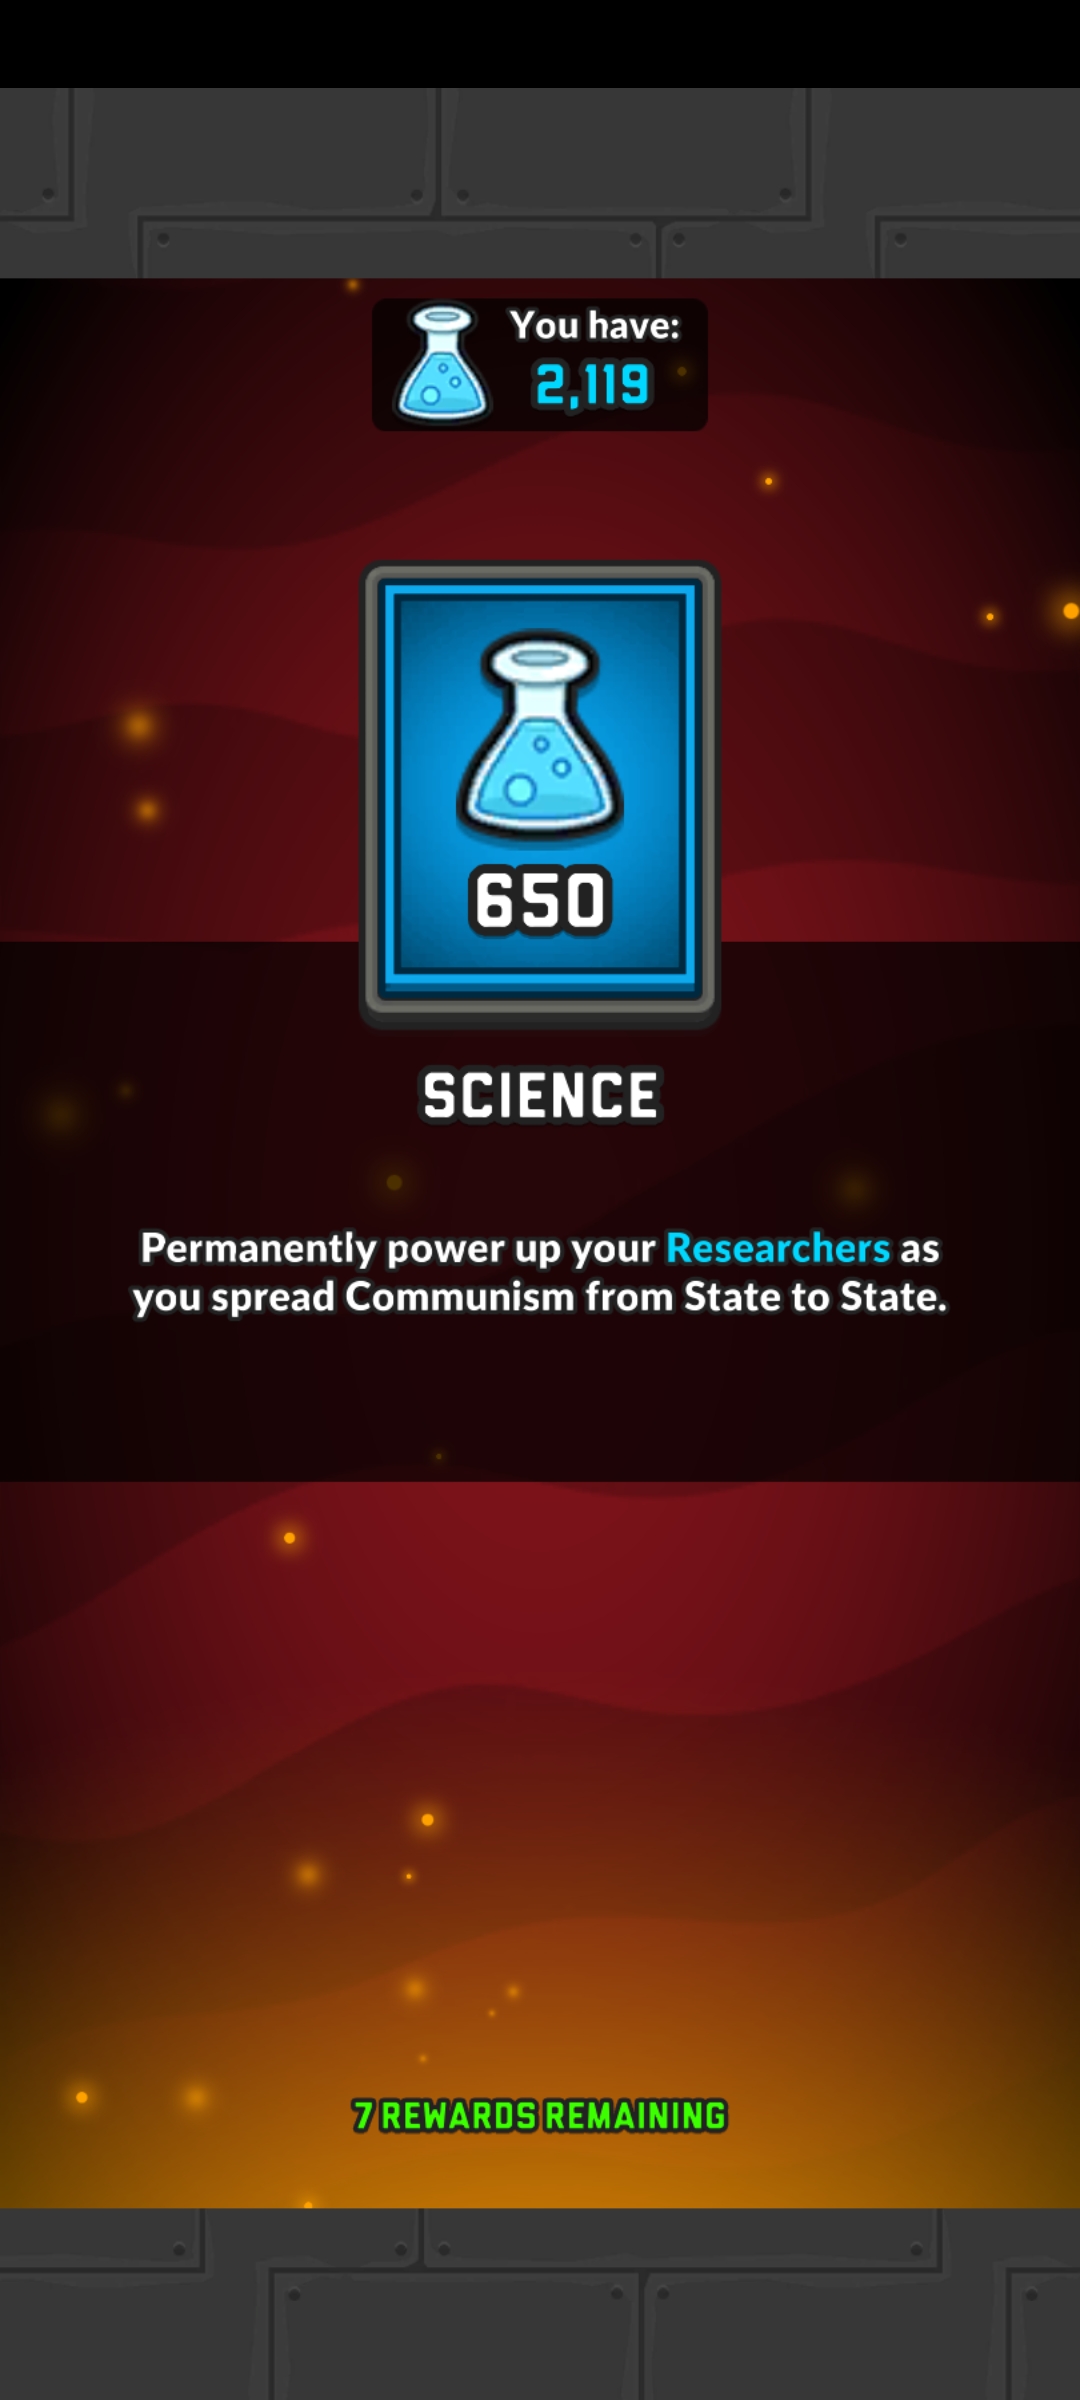 You have:
2,119
650
SCIENCE
Permanently power up your Researchers as
you spread Communism from State to State.
7 REWARDS REMAINING